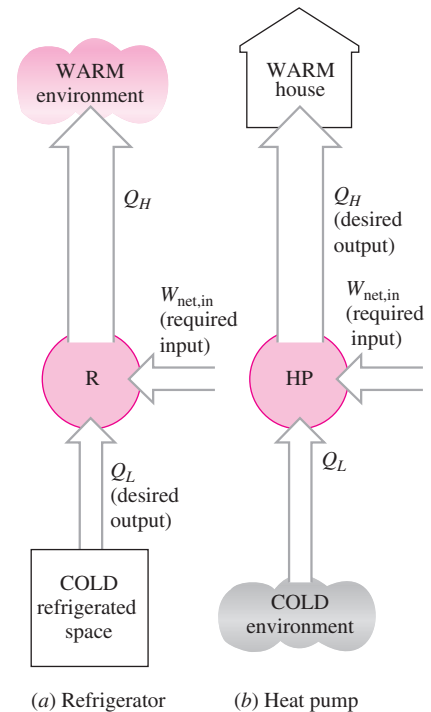 WARM
environment
Q_H
W_net,in
(required
input)
R
Q_L
(desired
output)
COLD
refrigerated
space
(a) Refrigerator
WARM
house
Q_H
(desired
output)
W_net,in
(required
input)
HP
Q_L
COLD
environment
(b) Heat pump